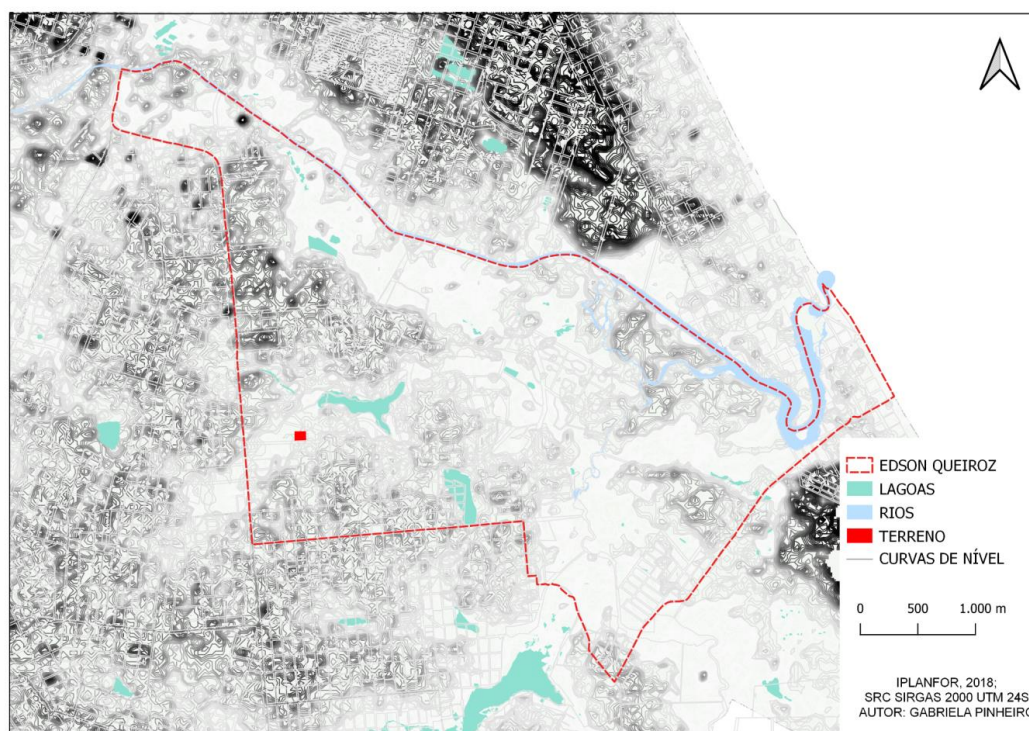 EDSON QUEIROZ
LAGOAS
RIOS
TERRENO
CURVAS DE NÍVEL
0 500 1.000 m
IPLANFOR, 2018;
SRC SIRGAS 2000 UTM 24S
AUTOR: GABRIELA PINHEIRO